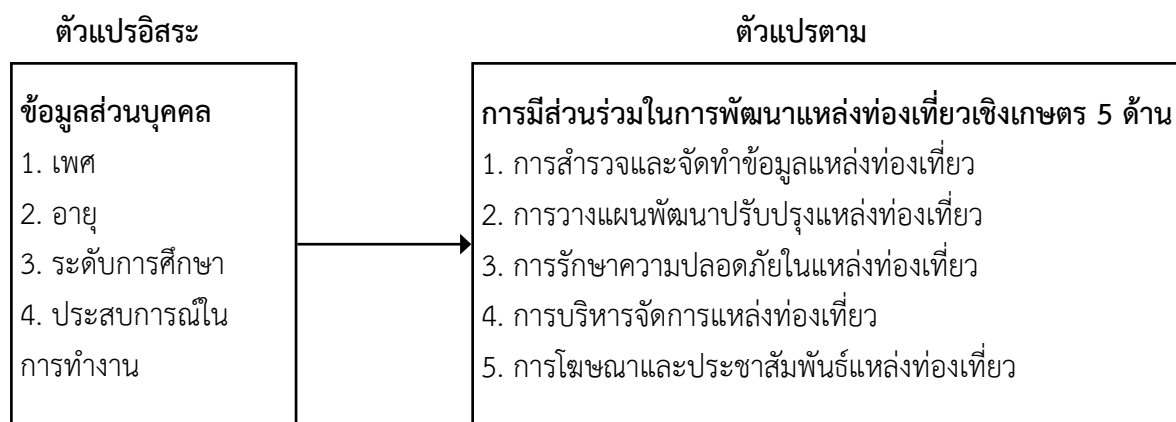 ตัวแปรอิสระ
ตัวแปรตาม
ข้อมูลส่วนบุคคล
1. เพศ
2. อายุ
3. ระดับการศึกษา
4. ประสบการณ์ใน
การทำงาน
การมีส่วนร่วมในการพัฒนาแหล่งท่องเที่ยวเชิงเกษตร 5 ด้าน
1. การสำรวจและจัดทำข้อมูลแหล่งท่องเที่ยว
2. การวางแผนพัฒนาปรับปรุงแหล่งท่องเที่ยว
3. การรักษาความปลอดภัยในแหล่งท่องเที่ยว
4. การบริหารจัดการแหล่งท่องเที่ยว
5. การโฆษณาและประชาสัมพันธ์แหล่งท่องเที่ยว